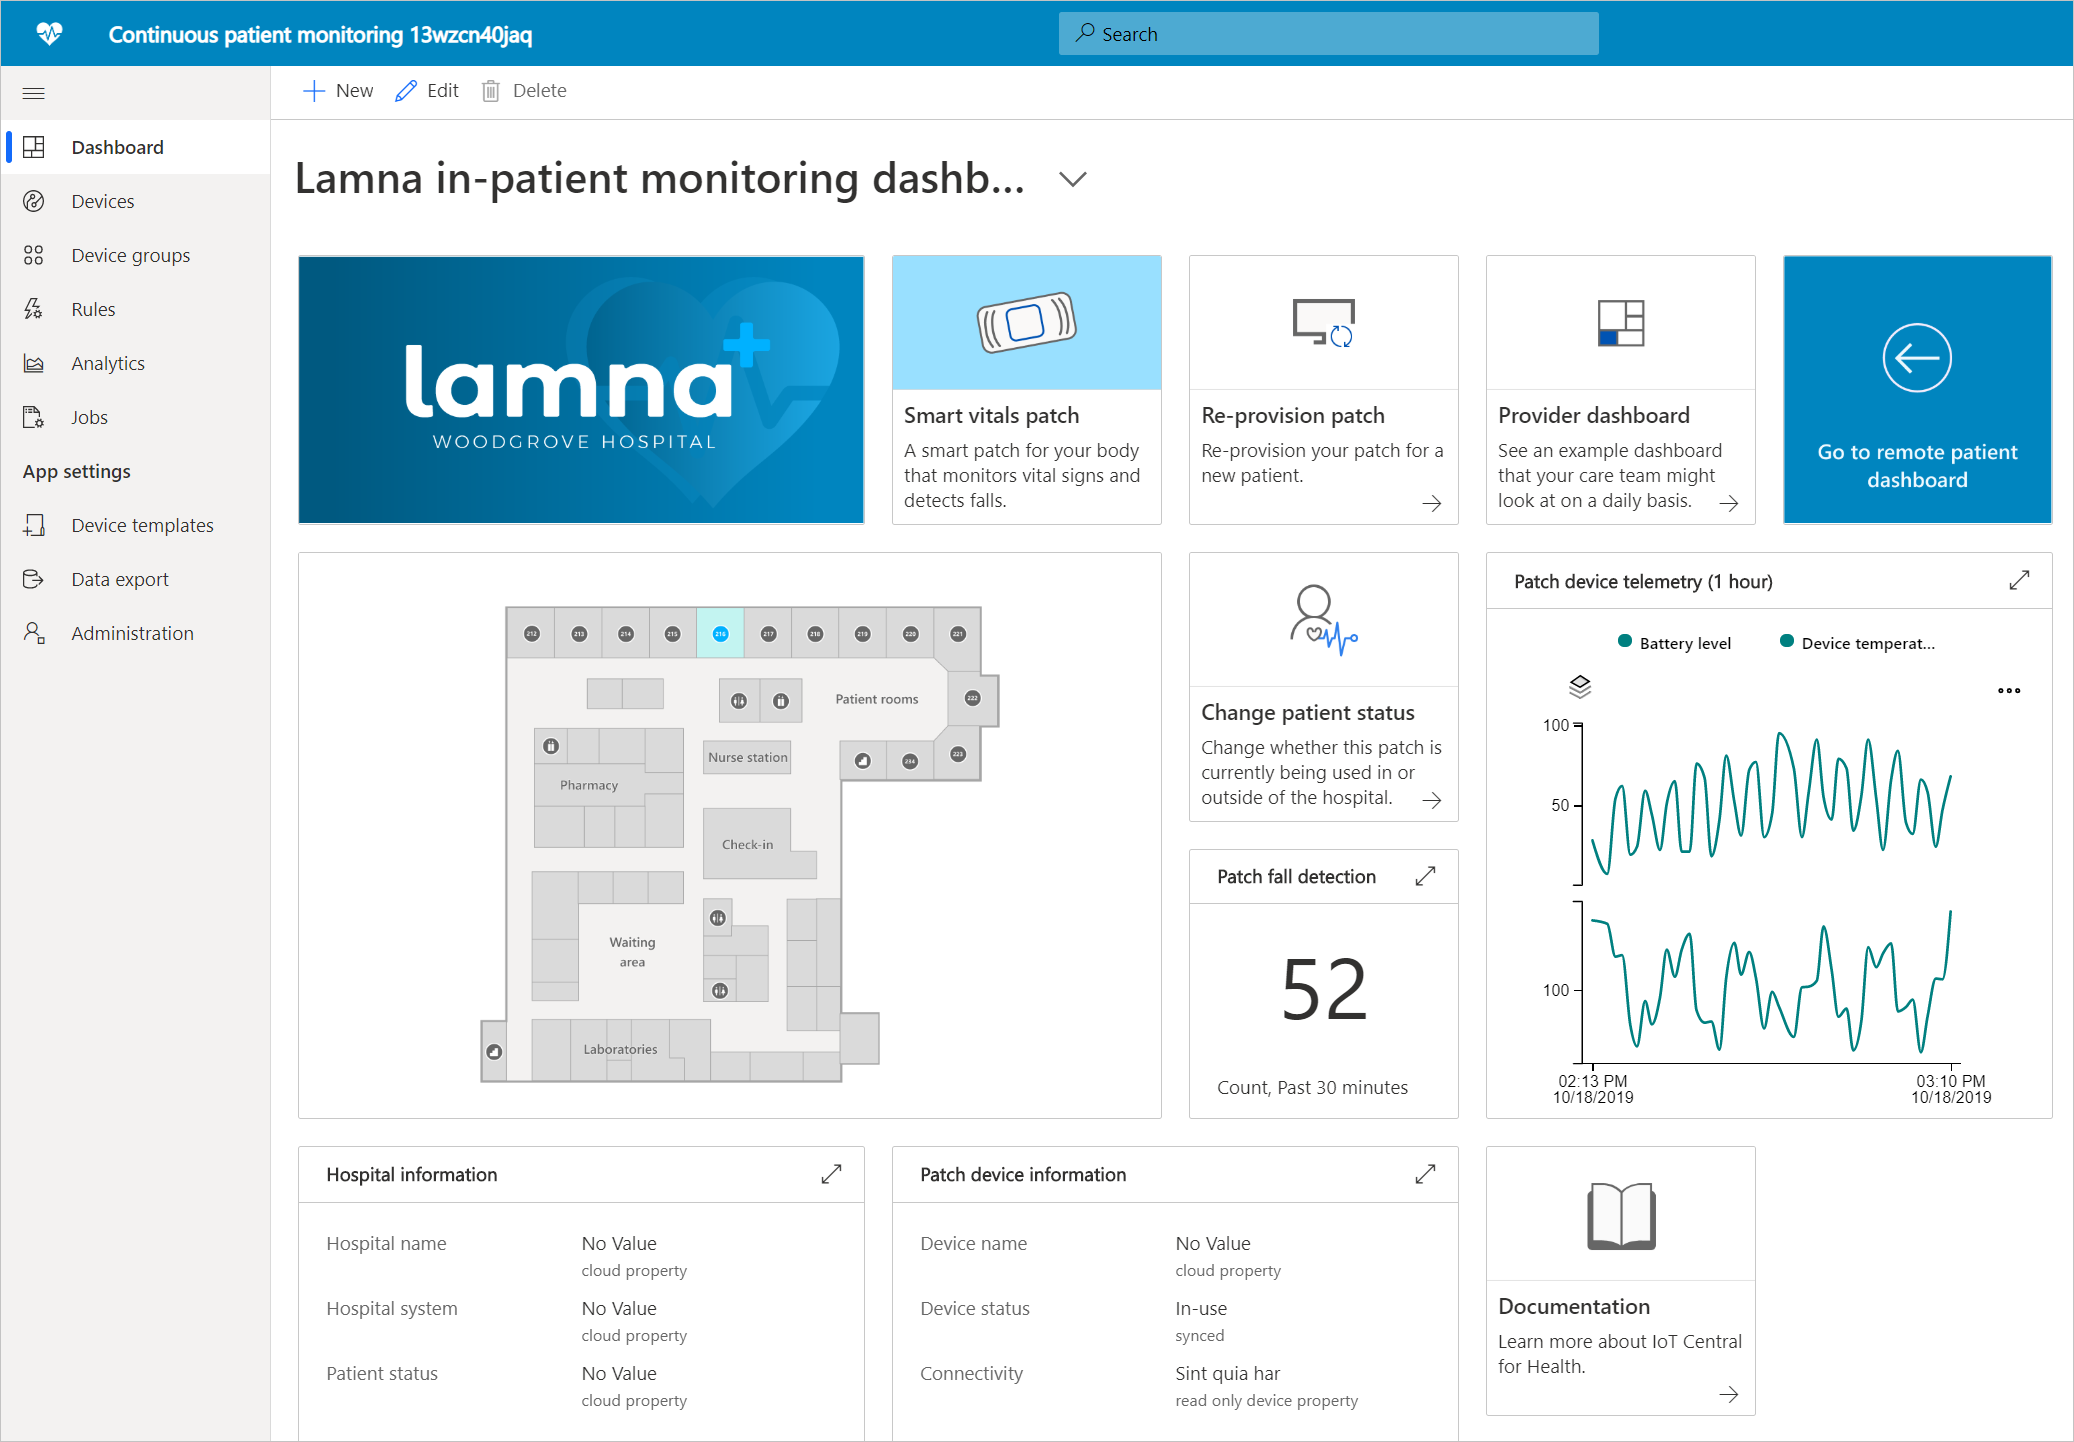 Continuous patient monitoring 13wzcn40jaq
Search
New
Edit
Delete
Dashboard
Devices
Device groups
Rules
Analytics
Jobs
App settings
Device templates
Data export
Administration
Lamna in-patient monitoring dashb...
lamna
WOODGROVE HOSPITAL
Smart vitals patch
A smart patch for your body
that monitors vital signs and
detects falls.
Re-provision patch
Re-provision your patch for a
new patient.
Provider dashboard
See an example dashboard
that your care team might
look at on a daily basis.
Go to remote patient
dashboard
212 213 214 215 216 217 218 219 220 221
222
223
234
Patient rooms
Nurse station
Pharmacy
Check-in
Waiting
area
Laboratories
Change patient status
Change whether this patch is
currently being used in or
outside of the hospital.
Patch fall detection
52
Count, Past 30 minutes
Patch device telemetry (1 hour)
Battery level
Device temperat...
100
50
100
02:13 PM
10/18/2019
03:10 PM
10/18/2019
Hospital information
Hospital name
No Value
cloud property
Hospital system
No Value
cloud property
Patient status
No Value
cloud property
Patch device information
Device name
No Value
cloud property
Device status
In-use
synced
Connectivity
Sint quia har
read only device property
Documentation
Learn more about IoT Central
for Health.